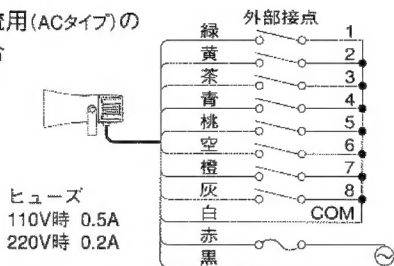 流用(ACタイプ)の
外部接点
緑 1
黄 2
茶 3
青 4
桃 5
空 6
橙 7
灰 8
白 COM
赤
黒
ヒューズ
110V時 0.5A
220V時 0.2A